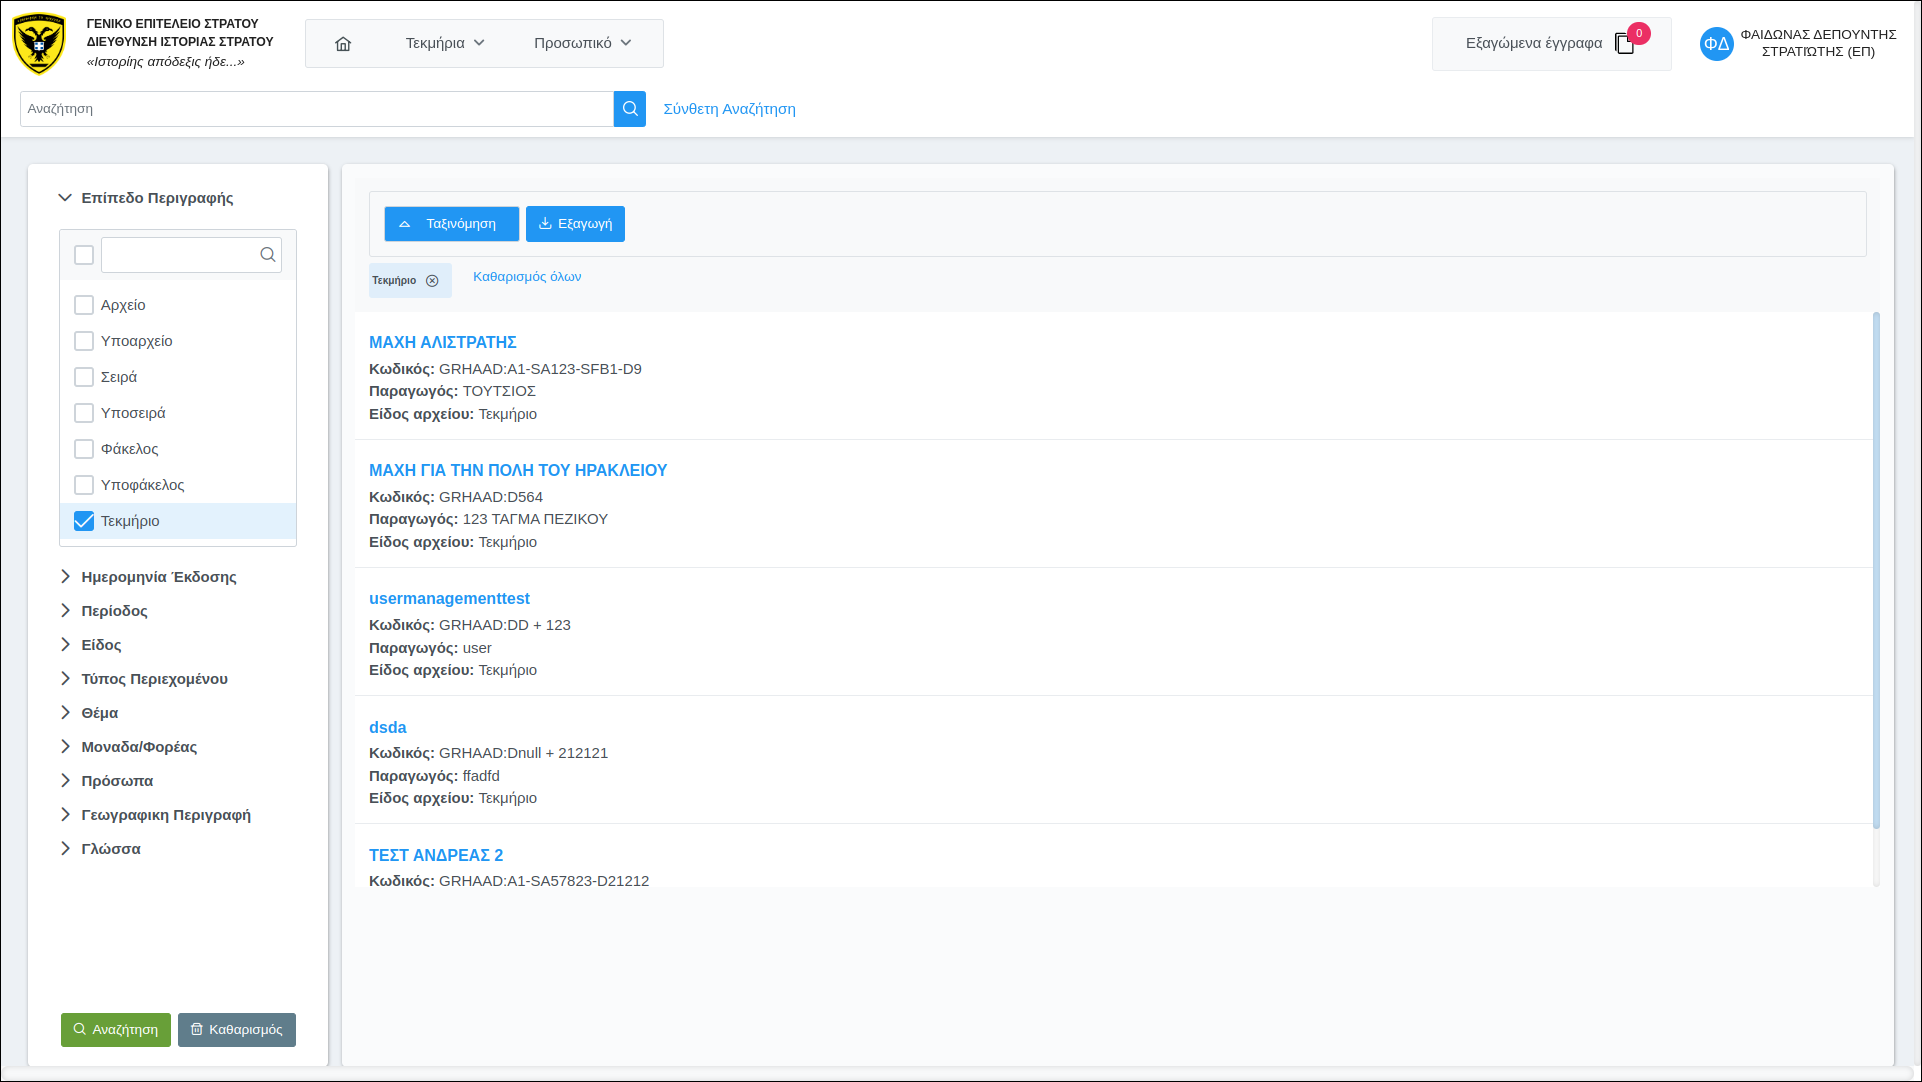 ΓΕΝΙΚΟ ΕΠΙΤΕΛΕΙΟ ΣΤΡΑΤΟΥ
ΔΙΕΥΘΥΝΣΗ ΙΣΤΟΡΙΑΣ ΣΤΡΑΤΟΥ
«Ιστορίης απόδεξις ήδε...»
Τεκμήρια
Προσωπικό
Εξαγώμενα έγγραφα
0
ΦΔ
ΦΑΙΔΩΝΑΣ ΔΕΠΟΥΝΤΗΣ
ΣΤΡΑΤΙΏΤΗΣ (ΕΠ)
Αναζήτηση
Σύνθετη Αναζήτηση
Επίπεδο Περιγραφής
Αρχείο
Υποαρχείο
Σειρά
Υποσειρά
Φάκελος
Υποφάκελος
Τεκμήριο
Ημερομηνία Έκδοσης
Περίοδος
Είδος
Τύπος Περιεχομένου
Θέμα
Μοναδα/Φορέας
Πρόσωπα
Γεωγραφικη Περιγραφή
Γλώσσα
Αναζήτηση
Καθαρισμός
Ταξινόμηση
Εξαγωγή
Τεκμήριο
Καθαρισμός όλων
ΜΑΧΗ ΑΛΙΣΤΡΑΤΗΣ
Κωδικός: GRHAAD:A1-SA123-SFB1-D9
Παραγωγός: ΤΟΥΤΣΙΟΣ
Είδος αρχείου: Τεκμήριο
ΜΑΧΗ ΓΙΑ ΤΗΝ ΠΟΛΗ ΤΟΥ ΗΡΑΚΛΕΙΟΥ
Κωδικός: GRHAAD:D564
Παραγωγός: 123 ΤΑΓΜΑ ΠΕΖΙΚΟΥ
Είδος αρχείου: Τεκμήριο
usermanagementtest
Κωδικός: GRHAAD:DD + 123
Παραγωγός: user
Είδος αρχείου: Τεκμήριο
dsda
Κωδικός: GRHAAD:Dnull + 212121
Παραγωγός: ffadfd
Είδος αρχείου: Τεκμήριο
ΤΕΣΤ ΑΝΔΡΕΑΣ 2
Κωδικός: GRHAAD:A1-SA57823-D21212